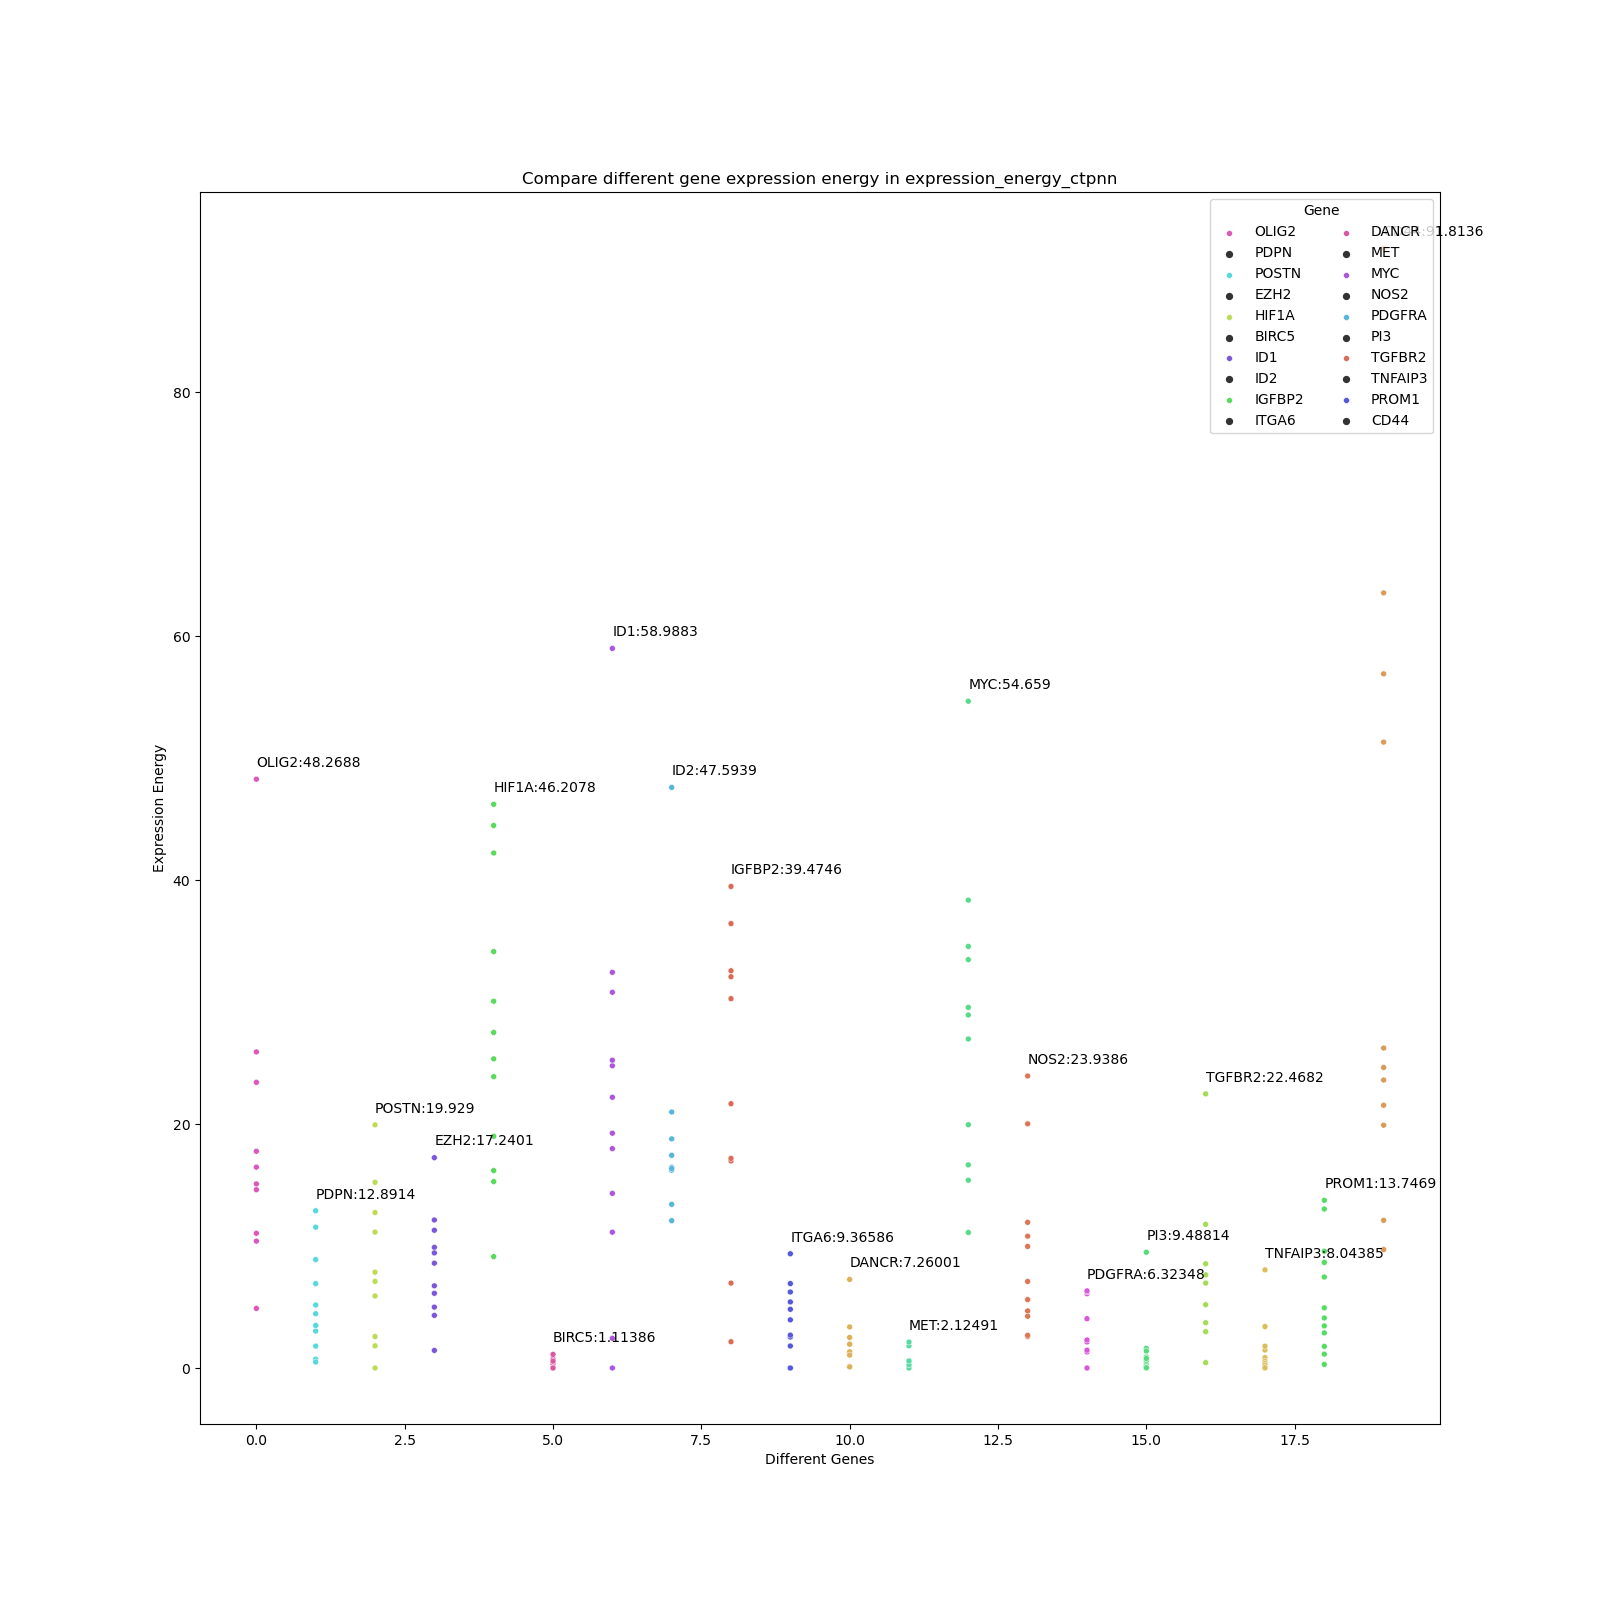 Compare different gene expression energy in expression_energy_ctpnn
Gene
OLIG2
PDPN
POSTN
EZH2
HIF1A
BIRC5
ID1
ID2
IGFBP2
ITGA6
DANCR
MET
MYC
NOS2
PDGFRA
PI3
TGFBR2
TNFAIP3
PROM1
CD44
:91.8136
80
60
40
20
0
Expression Energy
ID1:58.9883
MYC:54.659
OLIG2:48.2688
ID2:47.5939
HIF1A:46.2078
IGFBP2:39.4746
NOS2:23.9386
TGFBR2:22.4682
POSTN:19.929
EZH2:17.2401
PROM1:13.7469
PDPN:12.8914
PI3:9.48814
ITGA6:9.36586
TNFAIP3:8.04385
DANCR:7.26001
PDGFRA:6.32348
MET:2.12491
BIRC5:1.11386
0.0
2.5
5.0
7.5
10.0
12.5
15.0
17.5
Different Genes